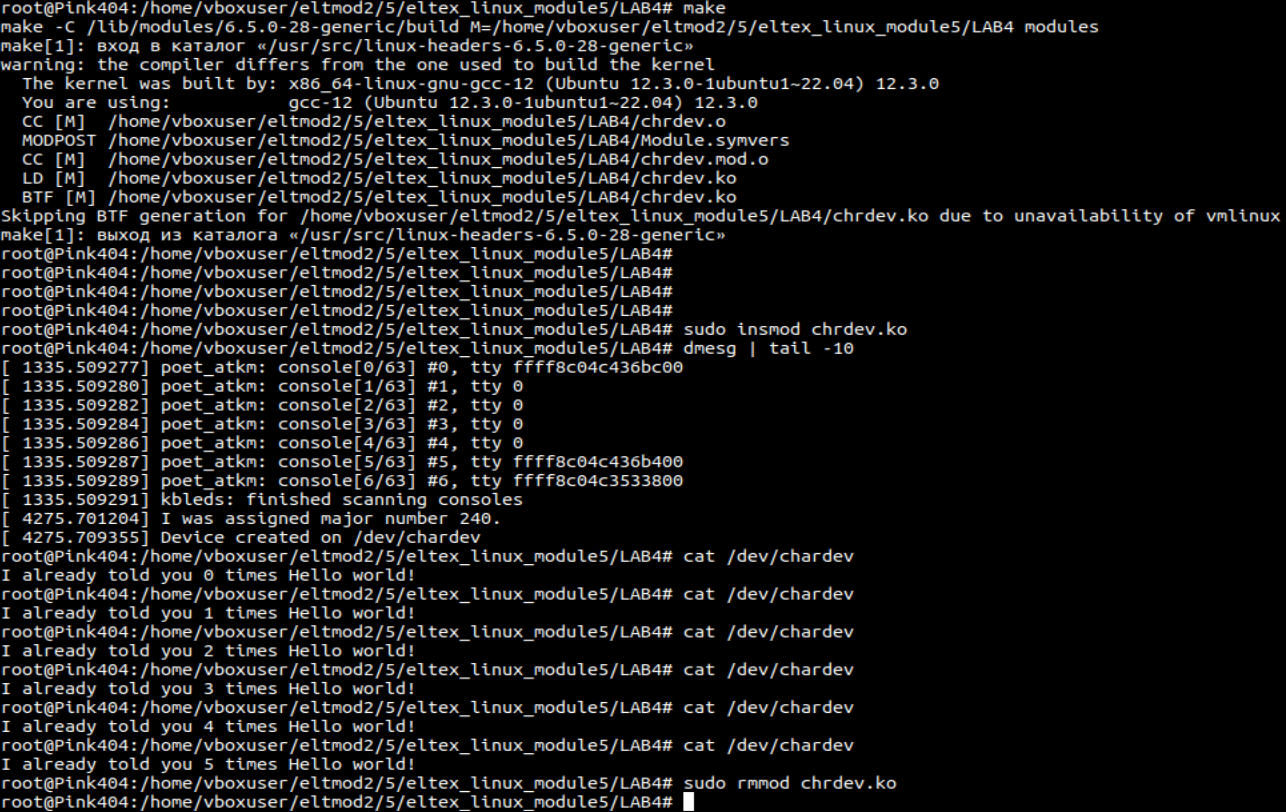 root@Pink404:/home/vboxuser/eltmod2/5/eltex_linux_module5/LAB4# make
make -C /lib/modules/6.5.0-28-generic/build M=/home/vboxuser/eltmod2/5/eltex_linux_module5/LAB4 modules
make[1]: вход в каталог «/usr/src/linux-headers-6.5.0-28-generic»
warning: the compiler differs from the one used to build the kernel
  The kernel was built by: x86_64-linux-gnu-gcc-12 (Ubuntu 12.3.0-1ubuntu1~22.04) 12.3.0
  You are using:           gcc-12 (Ubuntu 12.3.0-1ubuntu1~22.04) 12.3.0
  CC [M]  /home/vboxuser/eltmod2/5/eltex_linux_module5/LAB4/chrdev.o
  MODPOST /home/vboxuser/eltmod2/5/eltex_linux_module5/LAB4/Module.symvers
  CC [M]  /home/vboxuser/eltmod2/5/eltex_linux_module5/LAB4/chrdev.mod.o
  LD [M]  /home/vboxuser/eltmod2/5/eltex_linux_module5/LAB4/chrdev.ko
  BTF [M] /home/vboxuser/eltmod2/5/eltex_linux_module5/LAB4/chrdev.ko
Skipping BTF generation for /home/vboxuser/eltmod2/5/eltex_linux_module5/LAB4/chrdev.ko due to unavailability of vmlinux
make[1]: выход из каталога «/usr/src/linux-headers-6.5.0-28-generic»
root@Pink404:/home/vboxuser/eltmod2/5/eltex_linux_module5/LAB4#
root@Pink404:/home/vboxuser/eltmod2/5/eltex_linux_module5/LAB4#
root@Pink404:/home/vboxuser/eltmod2/5/eltex_linux_module5/LAB4#
root@Pink404:/home/vboxuser/eltmod2/5/eltex_linux_module5/LAB4#
root@Pink404:/home/vboxuser/eltmod2/5/eltex_linux_module5/LAB4# sudo insmod chrdev.ko
root@Pink404:/home/vboxuser/eltmod2/5/eltex_linux_module5/LAB4# dmesg | tail -10
[ 1335.509277] poet_atkm: console[0/63] #0, tty ffff8c04c436bc00
[ 1335.509280] poet_atkm: console[1/63] #1, tty 0
[ 1335.509282] poet_atkm: console[2/63] #2, tty 0
[ 1335.509284] poet_atkm: console[3/63] #3, tty 0
[ 1335.509286] poet_atkm: console[4/63] #4, tty 0
[ 1335.509287] poet_atkm: console[5/63] #5, tty ffff8c04c436b400
[ 1335.509289] poet_atkm: console[6/63] #6, tty ffff8c04c3533800
[ 1335.509291] kbleds: finished scanning consoles
[ 4275.701204] I was assigned major number 240.
[ 4275.709355] Device created on /dev/chardev
root@Pink404:/home/vboxuser/eltmod2/5/eltex_linux_module5/LAB4# cat /dev/chardev
I already told you 0 times Hello world!
root@Pink404:/home/vboxuser/eltmod2/5/eltex_linux_module5/LAB4# cat /dev/chardev
I already told you 1 times Hello world!
root@Pink404:/home/vboxuser/eltmod2/5/eltex_linux_module5/LAB4# cat /dev/chardev
I already told you 2 times Hello world!
root@Pink404:/home/vboxuser/eltmod2/5/eltex_linux_module5/LAB4# cat /dev/chardev
I already told you 3 times Hello world!
root@Pink404:/home/vboxuser/eltmod2/5/eltex_linux_module5/LAB4# cat /dev/chardev
I already told you 4 times Hello world!
root@Pink404:/home/vboxuser/eltmod2/5/eltex_linux_module5/LAB4# cat /dev/chardev
I already told you 5 times Hello world!
root@Pink404:/home/vboxuser/eltmod2/5/eltex_linux_module5/LAB4# sudo rmmod chrdev.ko
root@Pink404:/home/vboxuser/eltmod2/5/eltex_linux_module5/LAB4#